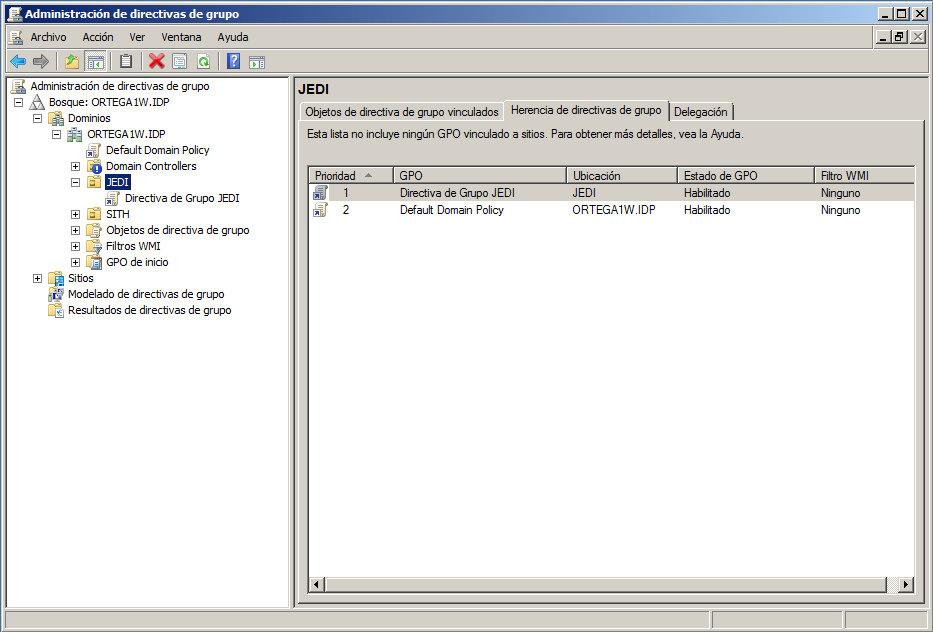 Administración de directivas de grupo
Archivo Acción Ver Ventana Ayuda
Administración de directivas de grupo
Bosque: ORTEGA1W.IDP
Dominios
ORTEGA1W.IDP
Default Domain Policy
Domain Controllers
JEDI
Directiva de Grupo JEDI
SITH
Objetos de directiva de grupo
Filtros WMI
GPO de inicio
Sitios
Modelado de directivas de grupo
Resultados de directivas de grupo
JEDI
Objetos de directiva de grupo vinculados Herencia de directivas de grupo Delegación
Esta lista no incluye ningún GPO vinculado a sitios. Para obtener más detalles, vea la Ayuda.
Prioridad GPO Ubicación Estado de GPO Filtro WMI
1 Directiva de Grupo JEDI JEDI Habilitado Ninguno
2 Default Domain Policy ORTEGA1W.IDP Habilitado Ninguno